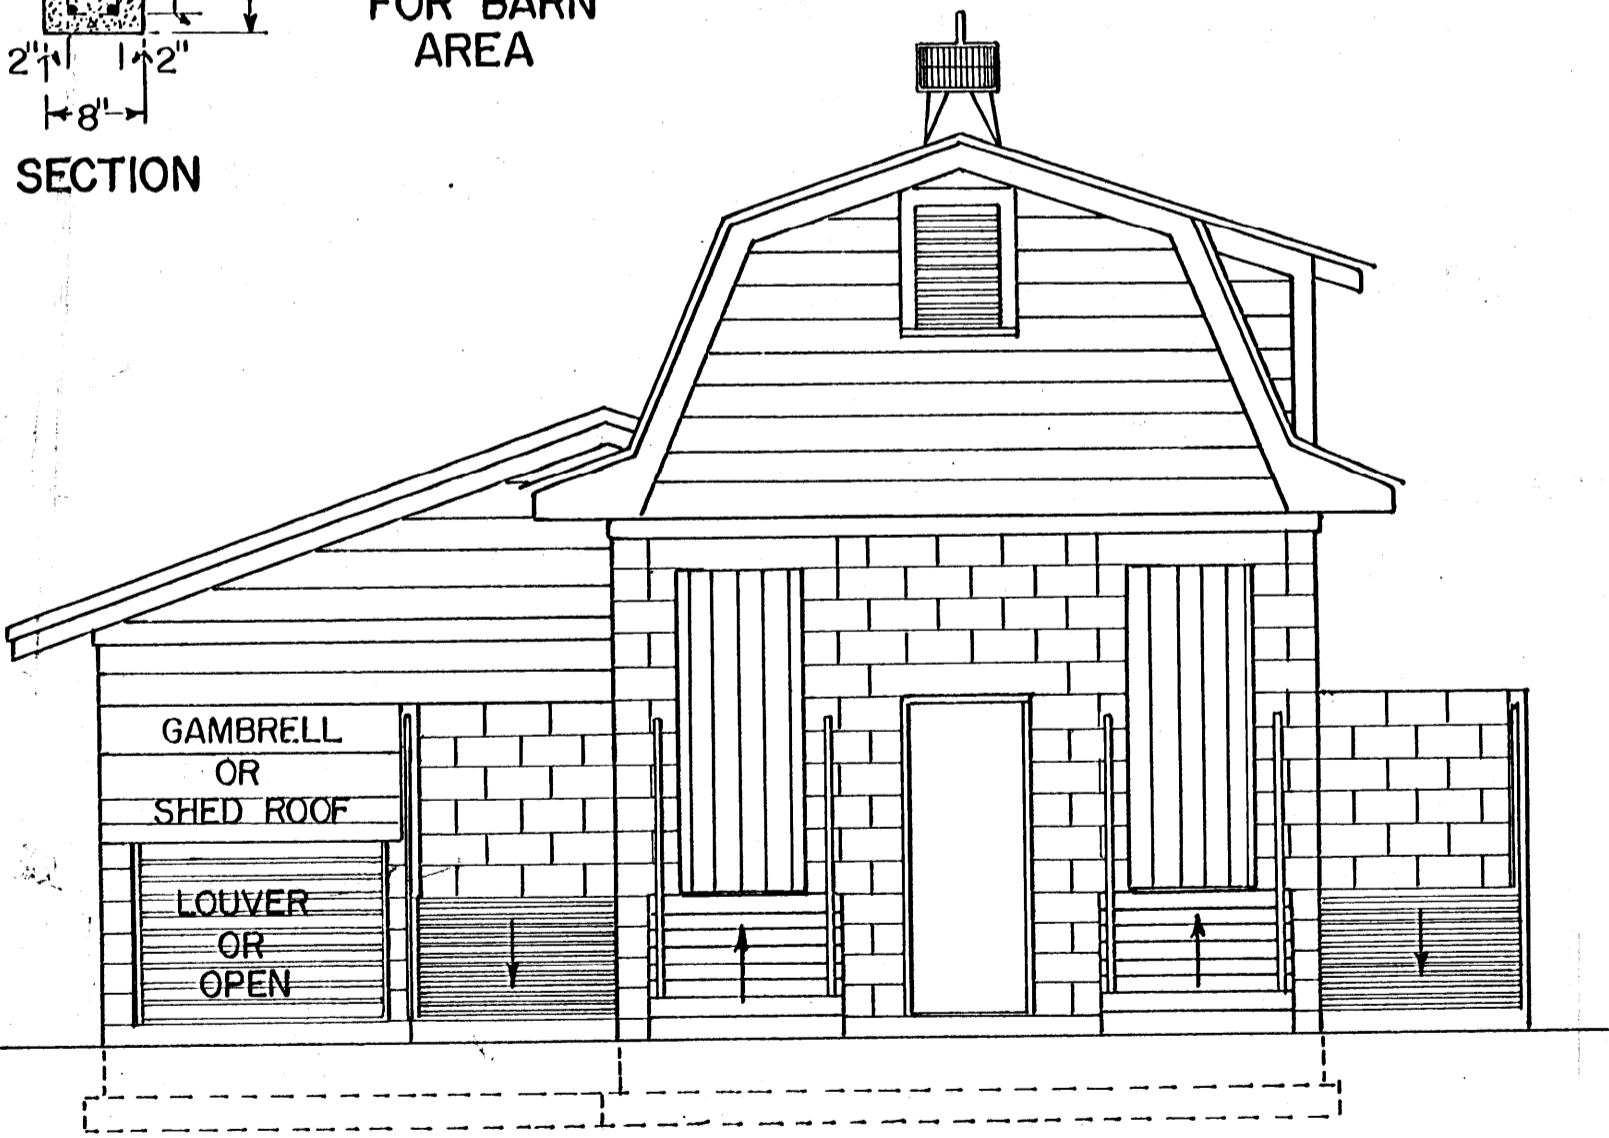 FOR BARN
AREA
2" 2"
8"
SECTION
GAMBRELL
OR
SHED ROOF
LOUVER
OR
OPEN